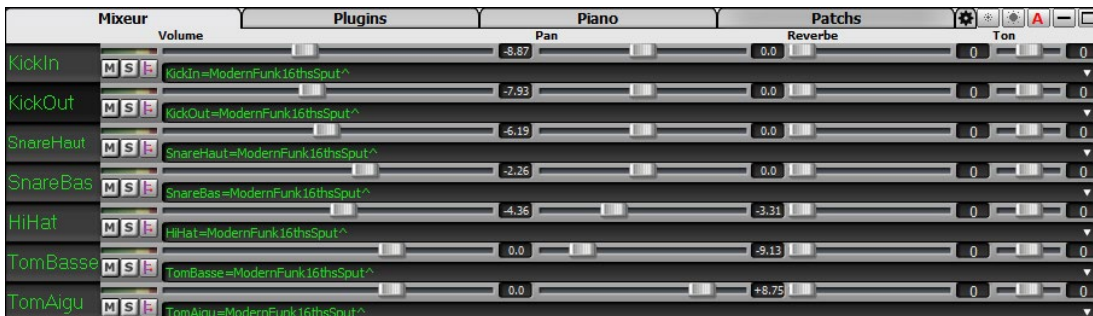 Mixeur Plugins Piano Patchs A
Volume Pan Reverbe Ton
KickIn -8.87 0.0 0 0
M S KickIn=ModernFunk16thsSput^
KickOut -7.93 0.0 0 0
M S KickOut=ModernFunk16thsSput^
SnareHaut -6.19 0.0 0 0
M S SnareHaut=ModernFunk16thsSput^
SnareBas -2.26 0.0 0 0
M S SnareBas=ModernFunk16thsSput^
HiHat -4.36 -3.31 0 0
M S HiHat=ModernFunk16thsSput^
TomBasse 0.0 -9.13 0 0
M S TomBasse=ModernFunk16thsSput^
TomAigu 0.0 +8.75 0 0
M S TomAigu=ModernFunk16thsSput^